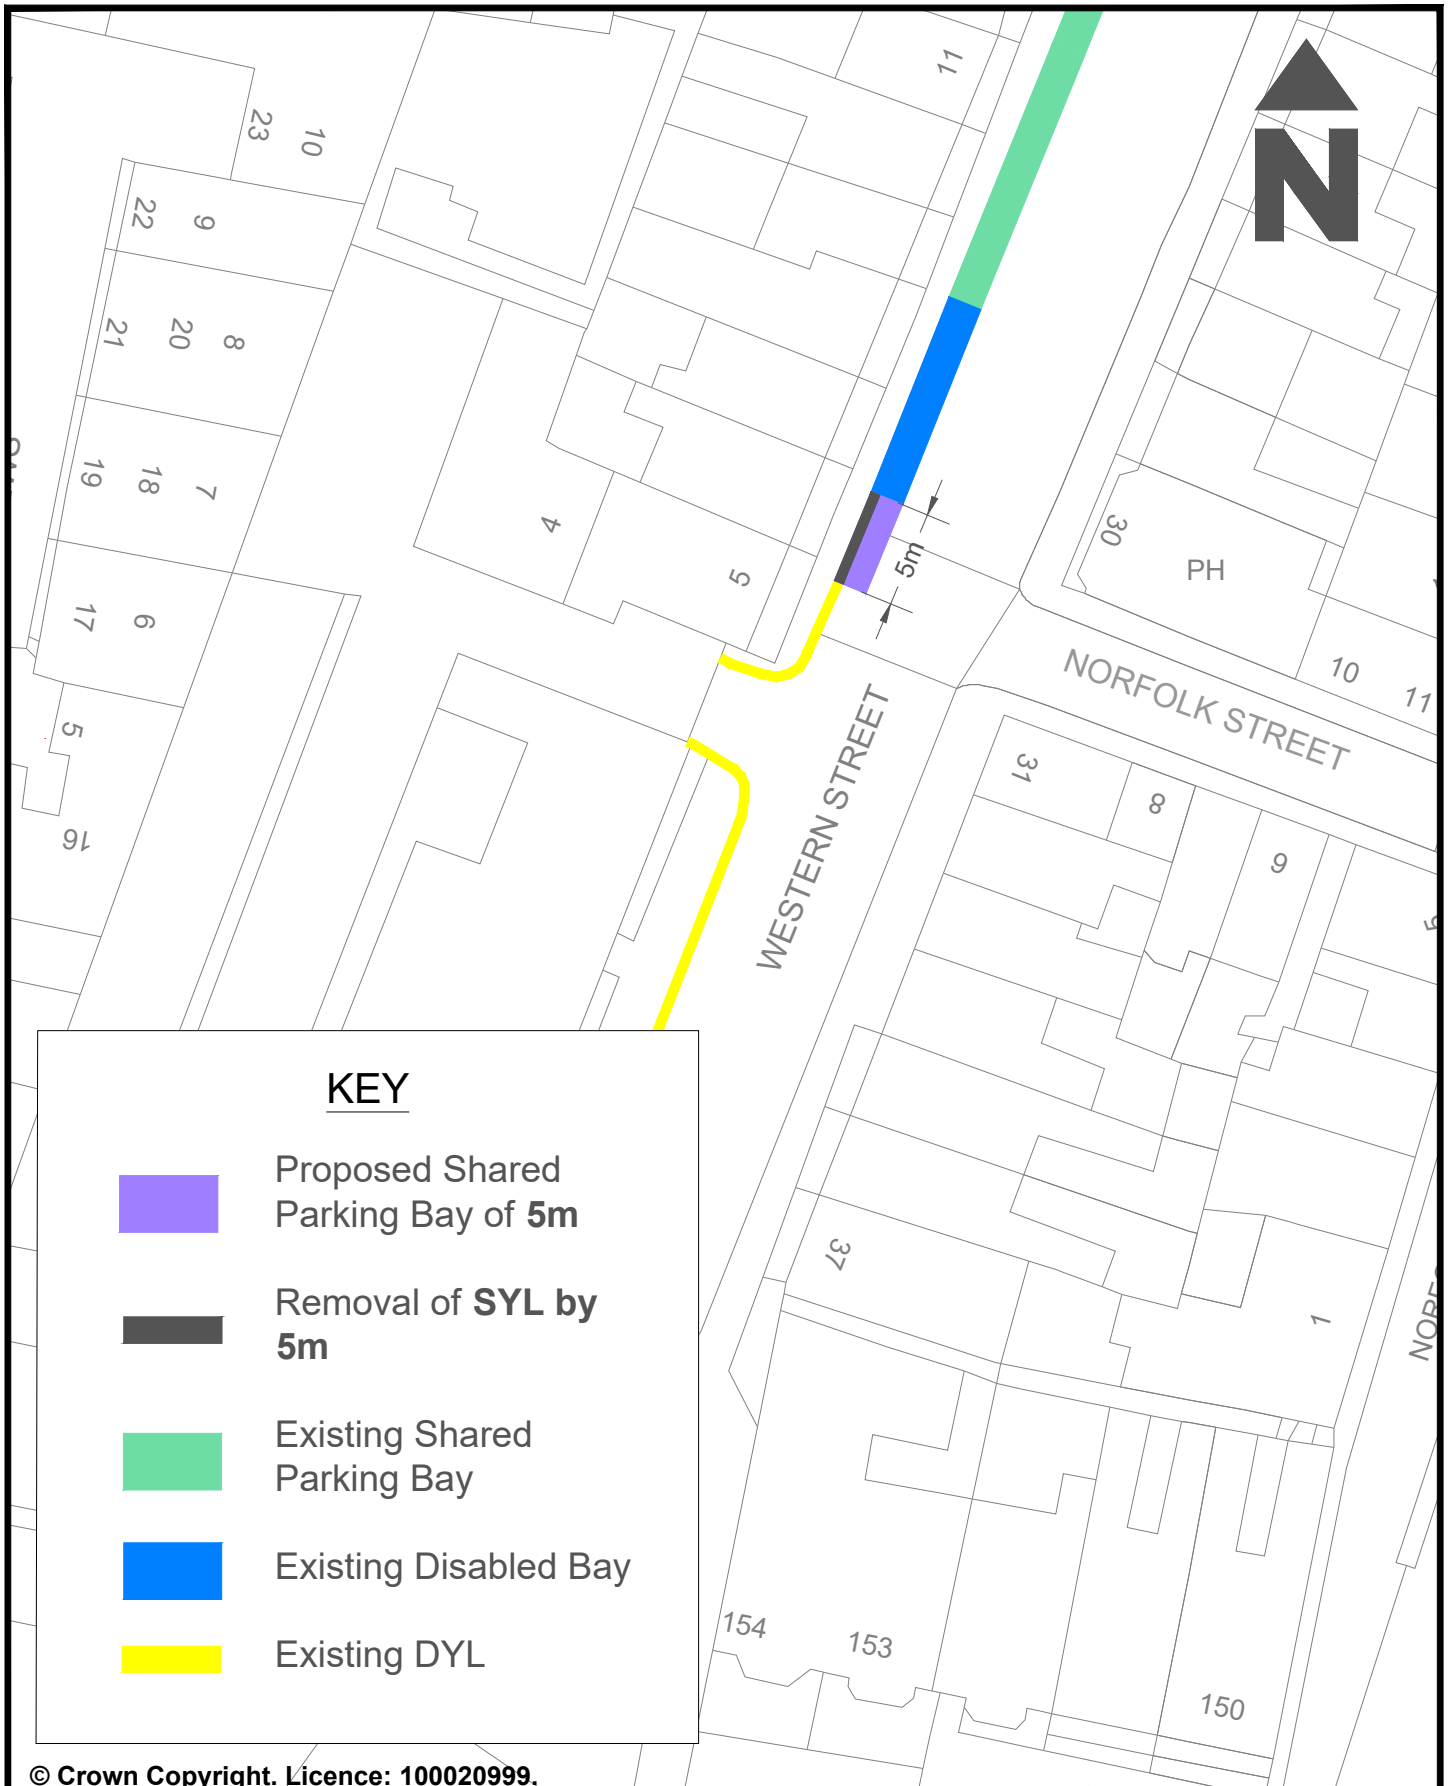 11
N
23
10
22
9
21
20
8
19
18
7
4
5
5m
30
PH
17
6
10
11
NORFOLK STREET
5
WESTERN STREET
31
8
9
16
37
1
KEY
Proposed Shared
Parking Bay of 5m
Removal of SYL by
5m
Existing Shared
Parking Bay
Existing Disabled Bay
Existing DYL
154
153
150
© Crown Copyright. Licence: 100020999.